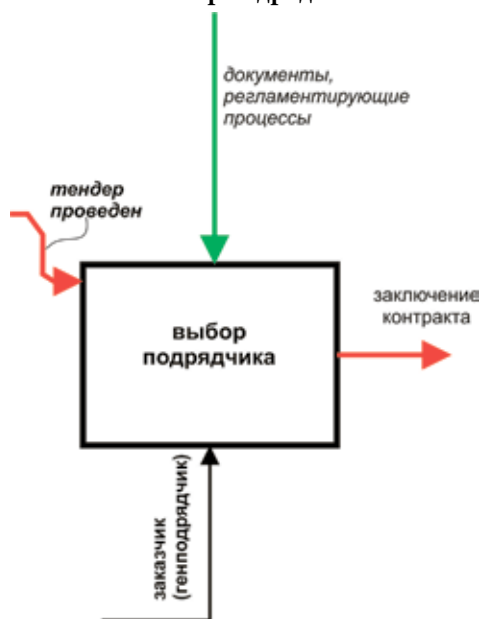 документы,
регламентирующие
процессы
тендер
проведен
заключение
контракта
выбор
подрядчика
заказчик
(генподрядчик)